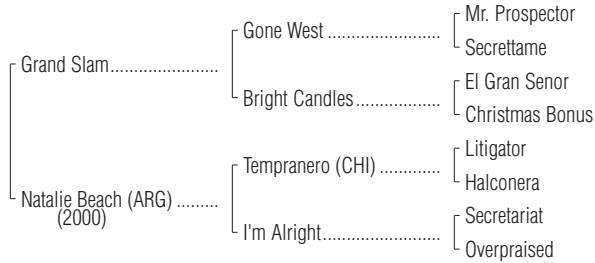 Mr. Prospector
Gone West
Secrettame
Grand Slam
El Gran Senor
Bright Candles
Christmas Bonus
Litigator
Tempranero (CHI)
Halconera
Natalie Beach (ARG)
(2000)
Secretariat
I'm Alright
Overpraised